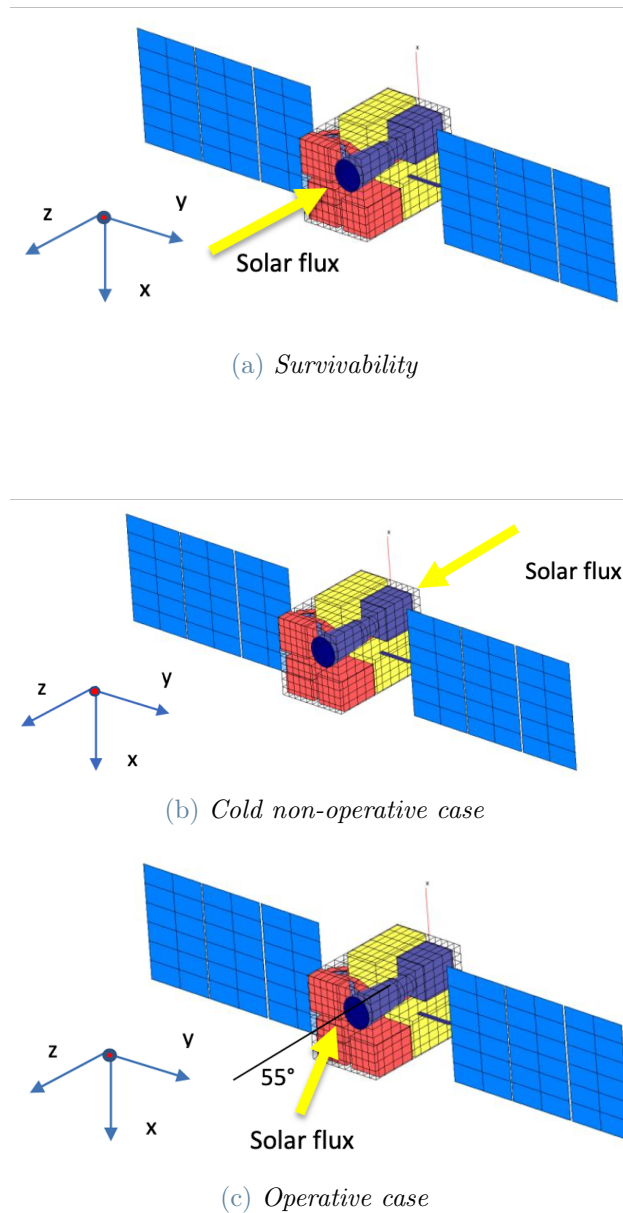 z
y
x
Solar flux
(a) Survivability
Solar flux
z
y
x
(b) Cold non-operative case
z
y
x
55°
Solar flux
(c) Operative case